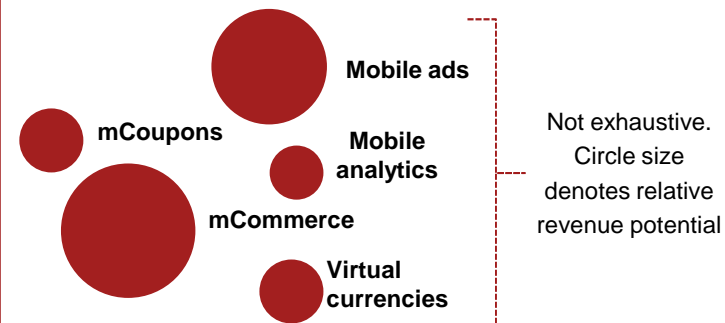 Mobile ads
mCoupons
Mobile
analytics
mCommerce
Virtual
currencies
Not exhaustive.
Circle size
denotes relative
revenue potential